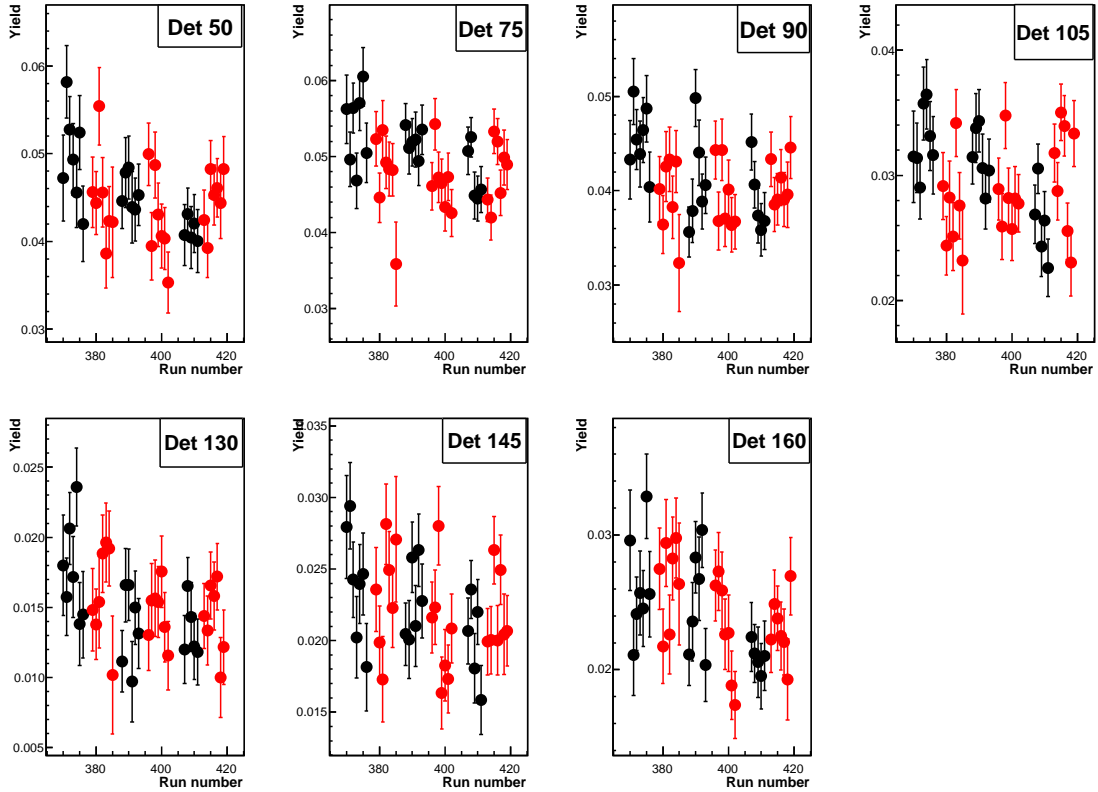 Yield
Det 50
0.06
0.05
0.04
0.03
380 400 420
Run number
Yield
Det 75
0.06
0.05
0.04
0.03
380 400 420
Run number
Yield
Det 90
0.05
0.04
0.03
380 400 420
Run number
Yield
Det 105
0.04
0.03
0.02
380 400 420
Run number
Yield
Det 130
0.025
0.020
0.015
0.010
0.005
380 400 420
Run number
Yield
Det 145
0.035
0.030
0.025
0.020
0.015
380 400 420
Run number
Yield
Det 160
0.03
0.02
380 400 420
Run number